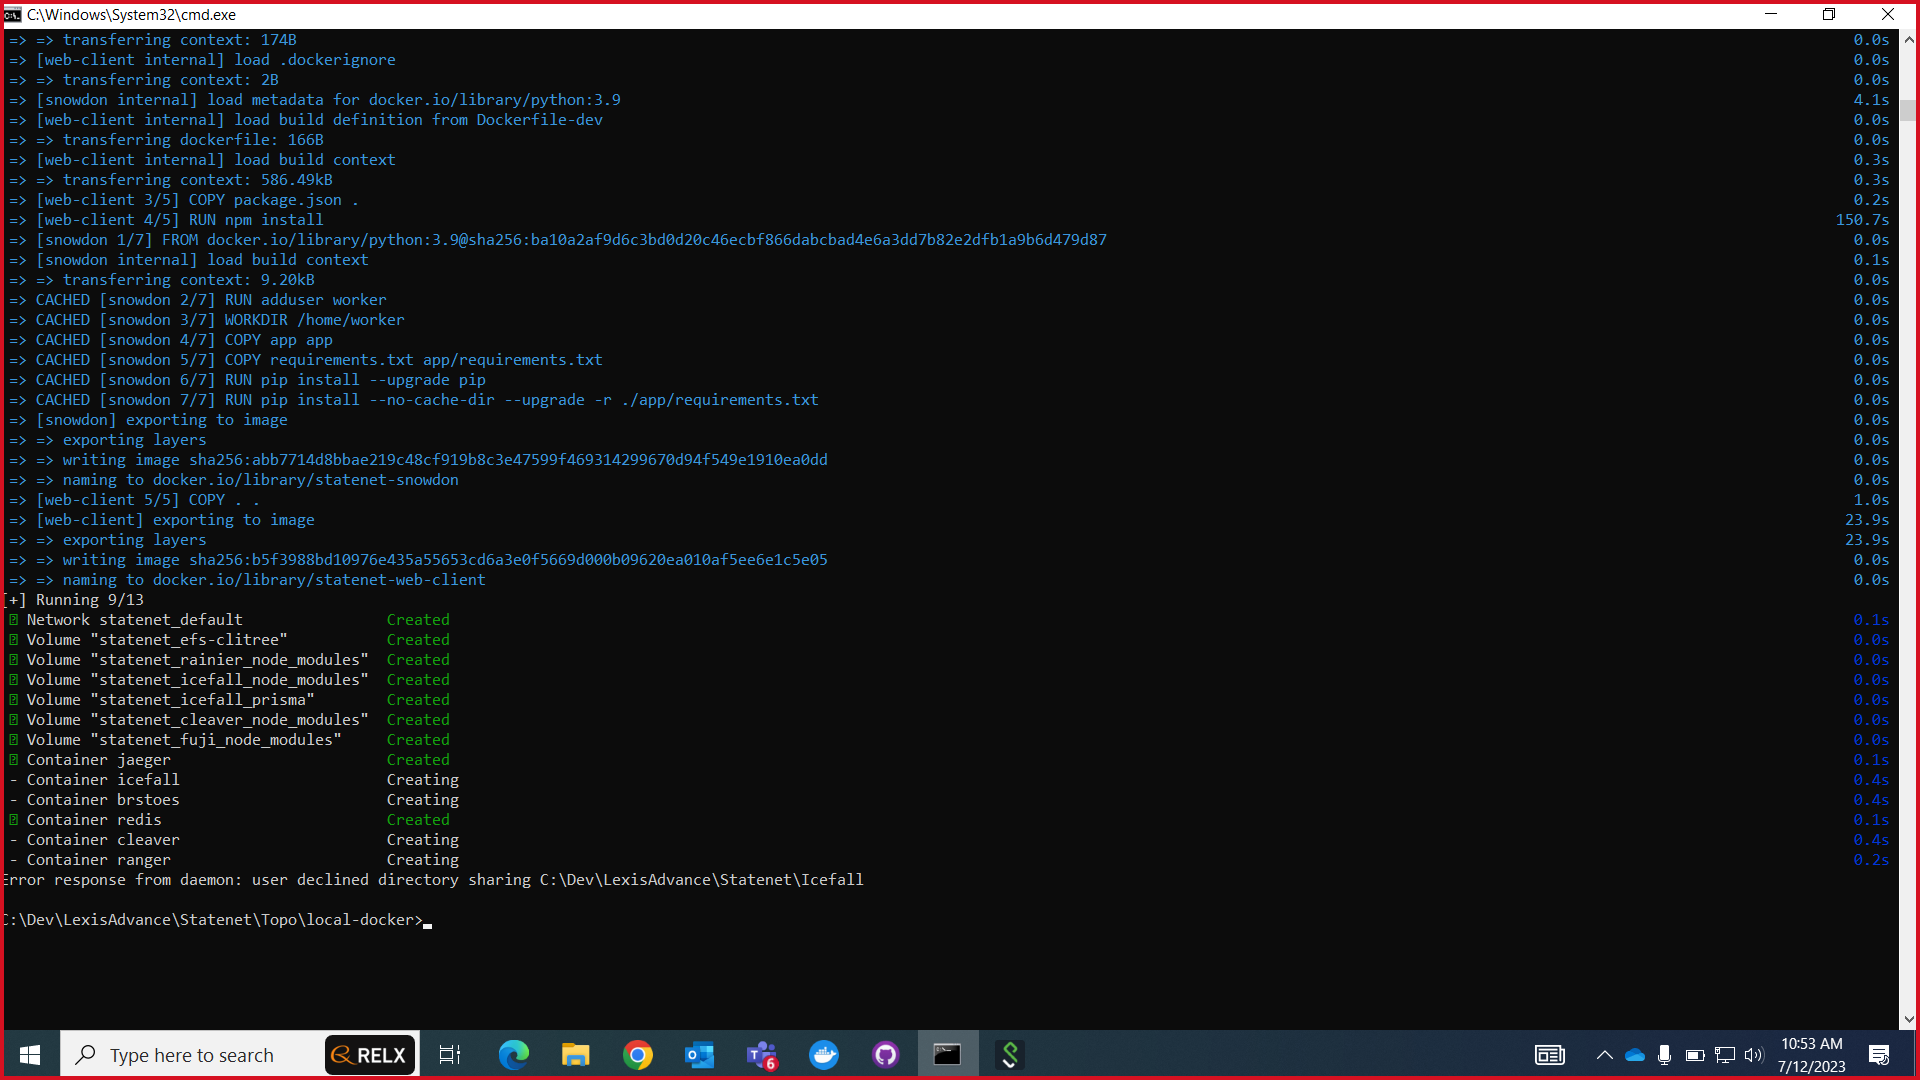 C:\Windows\System32\cmd.exe
=> => transferring context: 174B 0.0s
=> [web-client internal] load .dockerignore 0.0s
=> => transferring context: 2B 0.0s
=> [snowdon internal] load metadata for docker.io/library/python:3.9 4.1s
=> [web-client internal] load build definition from Dockerfile-dev 0.0s
=> => transferring dockerfile: 166B 0.0s
=> [web-client internal] load build context 0.3s
=> => transferring context: 586.49kB 0.3s
=> [web-client 3/5] COPY package.json . 0.2s
=> [web-client 4/5] RUN npm install 150.7s
=> [snowdon 1/7] FROM docker.io/library/python:3.9@sha256:ba10a2af9d6c3bd0d20c46ecbf866dabcbad4e6a3dd7b82e2dfb1a9b6d479d87 0.0s
=> [snowdon internal] load build context 0.1s
=> => transferring context: 9.20kB 0.0s
=> CACHED [snowdon 2/7] RUN adduser worker 0.0s
=> CACHED [snowdon 3/7] WORKDIR /home/worker 0.0s
=> CACHED [snowdon 4/7] COPY app app 0.0s
=> CACHED [snowdon 5/7] COPY requirements.txt app/requirements.txt 0.0s
=> CACHED [snowdon 6/7] RUN pip install --upgrade pip 0.0s
=> CACHED [snowdon 7/7] RUN pip install --no-cache-dir --upgrade -r ./app/requirements.txt 0.0s
=> [snowdon] exporting to image 0.0s
=> => exporting layers 0.0s
=> => writing image sha256:abb7714d8bbae219c48cf919b8c3e47599f469314299670d94f549e1910ea0dd 0.0s
=> => naming to docker.io/library/statenet-snowdon 0.0s
=> [web-client 5/5] COPY . . 1.0s
=> [web-client] exporting to image 23.9s
=> => exporting layers 23.9s
=> => writing image sha256:b5f3988bd10976e435a55653cd6a3e0f5669d000b09620ea010af5ee6e1c5e05 0.0s
=> => naming to docker.io/library/statenet-web-client 0.0s
[+] Running 9/13
Network statenet_default Created 0.1s
Volume "statenet_efs-clitree" Created 0.0s
Volume "statenet_rainier_node_modules" Created 0.0s
Volume "statenet_icefall_node_modules" Created 0.0s
Volume "statenet_icefall_prisma" Created 0.0s
Volume "statenet_cleaver_node_modules" Created 0.0s
Volume "statenet_fuji_node_modules" Created 0.0s
Container jaeger Created 0.1s
- Container icefall Creating 0.4s
- Container brstoes Creating 0.4s
Container redis Created 0.1s
- Container cleaver Creating 0.4s
- Container ranger Creating 0.2s
Error response from daemon: user declined directory sharing C:\Dev\LexisAdvance\Statenet\Icefall
C:\Dev\LexisAdvance\Statenet\Topo\local-docker>
Type here to search
RELX
6
10:53 AM
7/12/2023